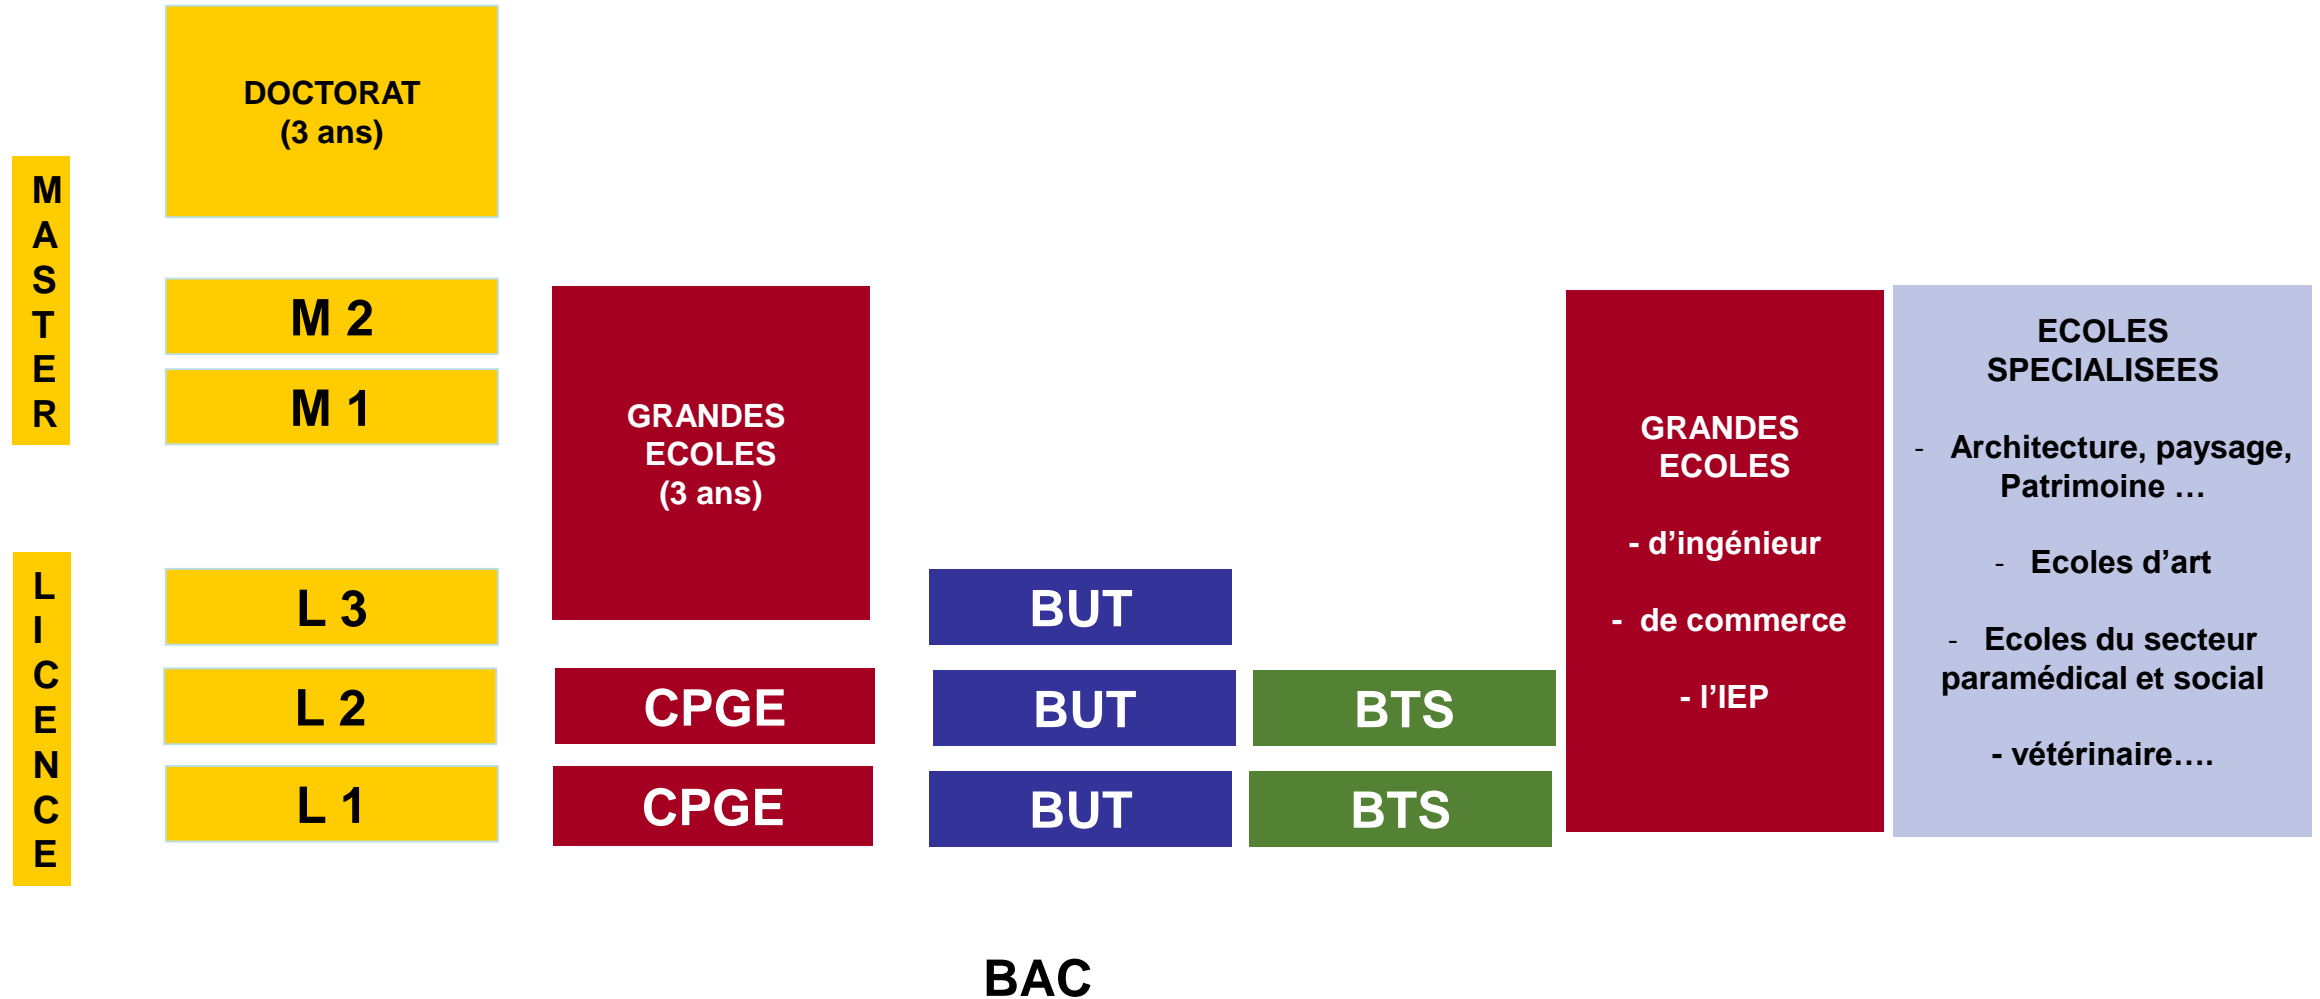 DOCTORAT
(3 ans)
MASTER
M 2
M 1
GRANDES
ECOLES
(3 ans)
LICENCE
L 3
L 2
L 1
CPGE
CPGE
BUT
BUT
BUT
BTS
BTS
GRANDES
ECOLES
- d’ingénieur
- de commerce
- l’IEP
ECOLES
SPECIALISEES
- Architecture, paysage,
Patrimoine …
- Ecoles d’art
- Ecoles du secteur
paramédical et social
- vétérinaire….
BAC